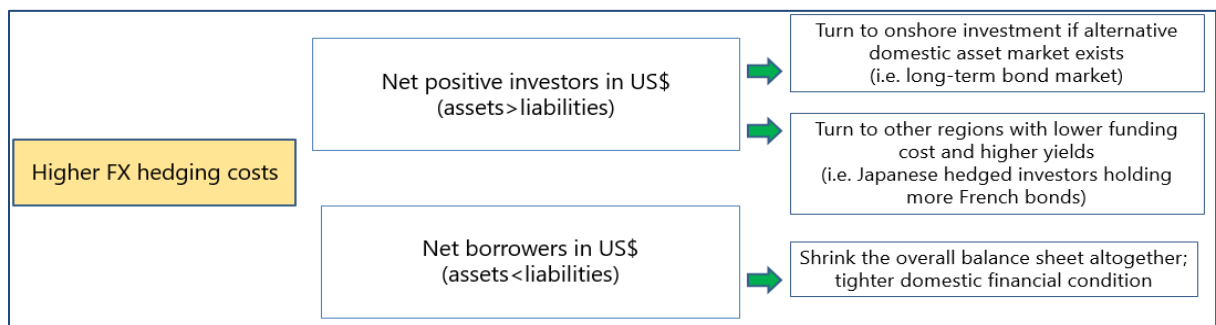 Higher FX hedging costs
Net positive investors in US$
(assets>liabilities)
Turn to onshore investment if alternative
domestic asset market exists
(i.e. long-term bond market)
Turn to other regions with lower funding
cost and higher yields
(i.e. Japanese hedged investors holding
more French bonds)
Net borrowers in US$
(assets<liabilities)
Shrink the overall balance sheet altogether;
tighter domestic financial condition